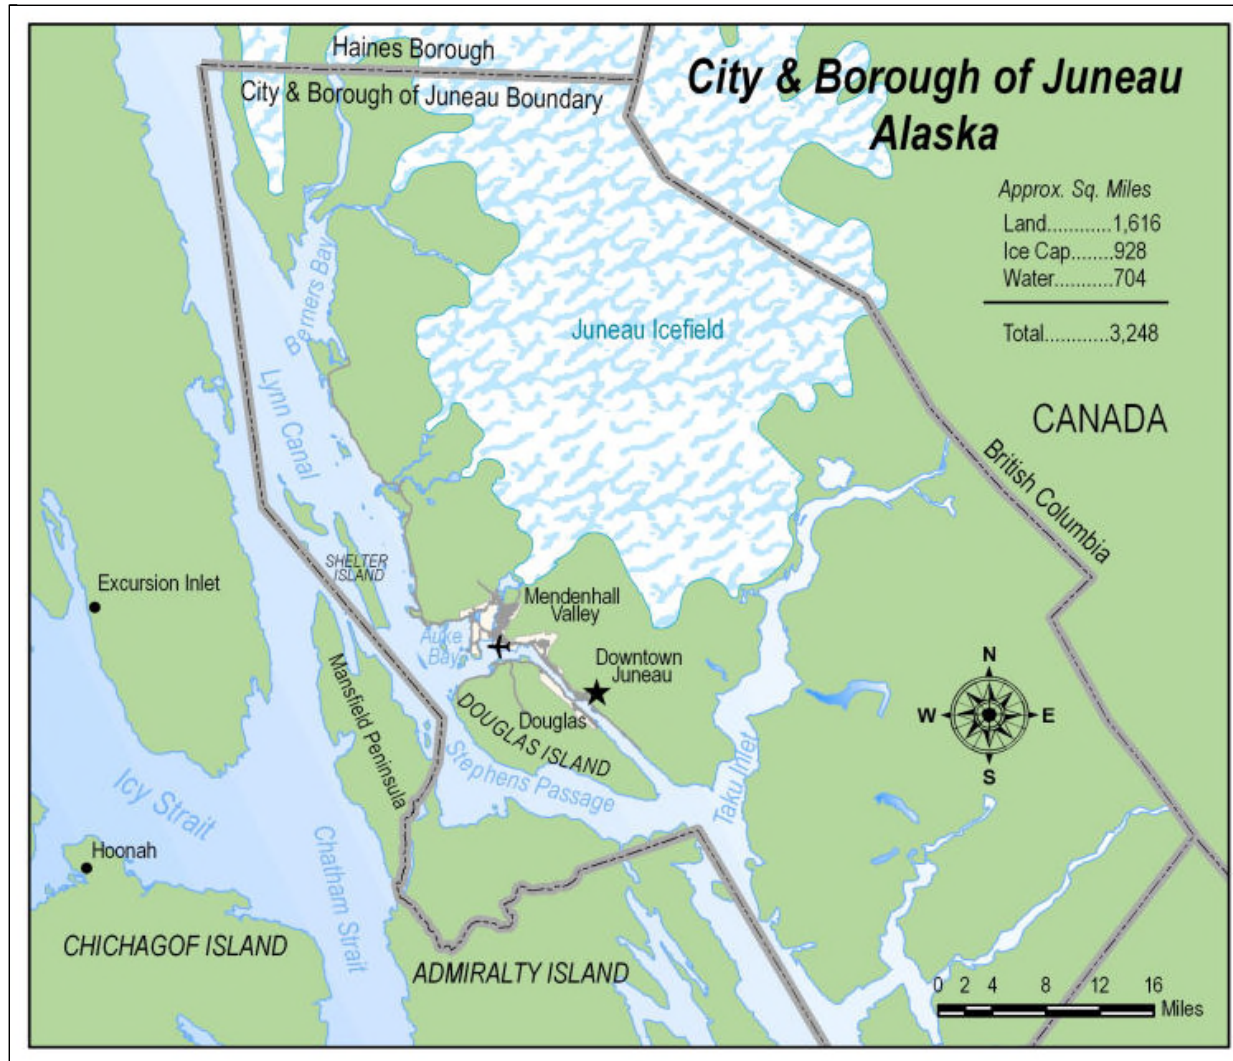 Haines Borough
City & Borough of Juneau Boundary
City & Borough of Juneau
Alaska
Approx. Sq. Miles
Land............1,616
Ice Cap........928
Water...........704
Total............3,248
Berners Bay
Juneau Icefield
Lynn Canal
CANADA
British Columbia
SHELTER
ISLAND
Excursion Inlet
Mendenhall
Valley
Auke
Bay
Downtown
Juneau
Mansfield Peninsula
DOUGLAS ISLAND
Douglas
Stephens Passage
Taku Inlet
N
W
E
S
Icy Strait
Hoonah
Chatham Strait
CHICHAGOF ISLAND
ADMIRALTY ISLAND
0 2 4 8 12 16
Miles